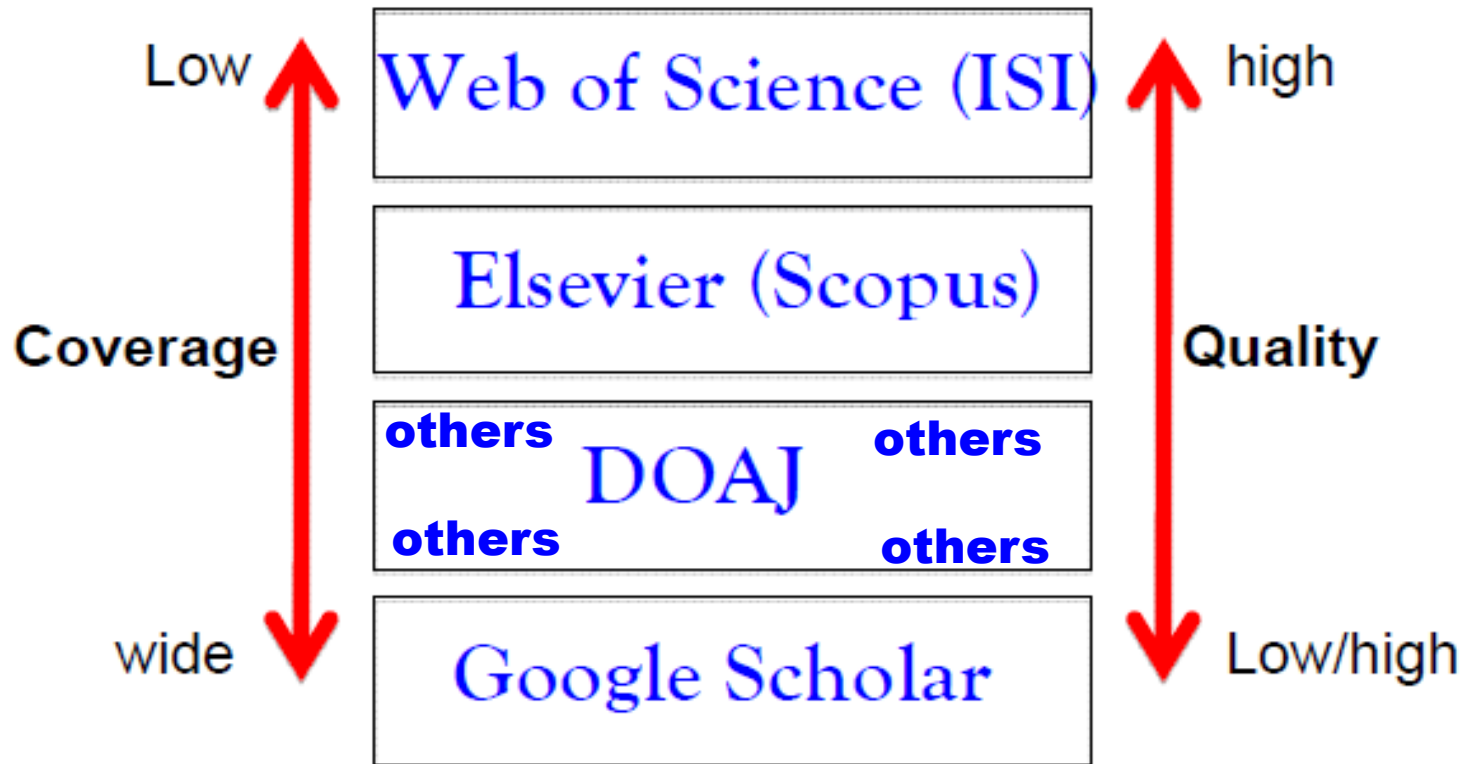 Low
Web of Science (ISI)
high
Elsevier (Scopus)
Coverage
Quality
others
others
DOAJ
others
others
wide
Google Scholar
Low/high